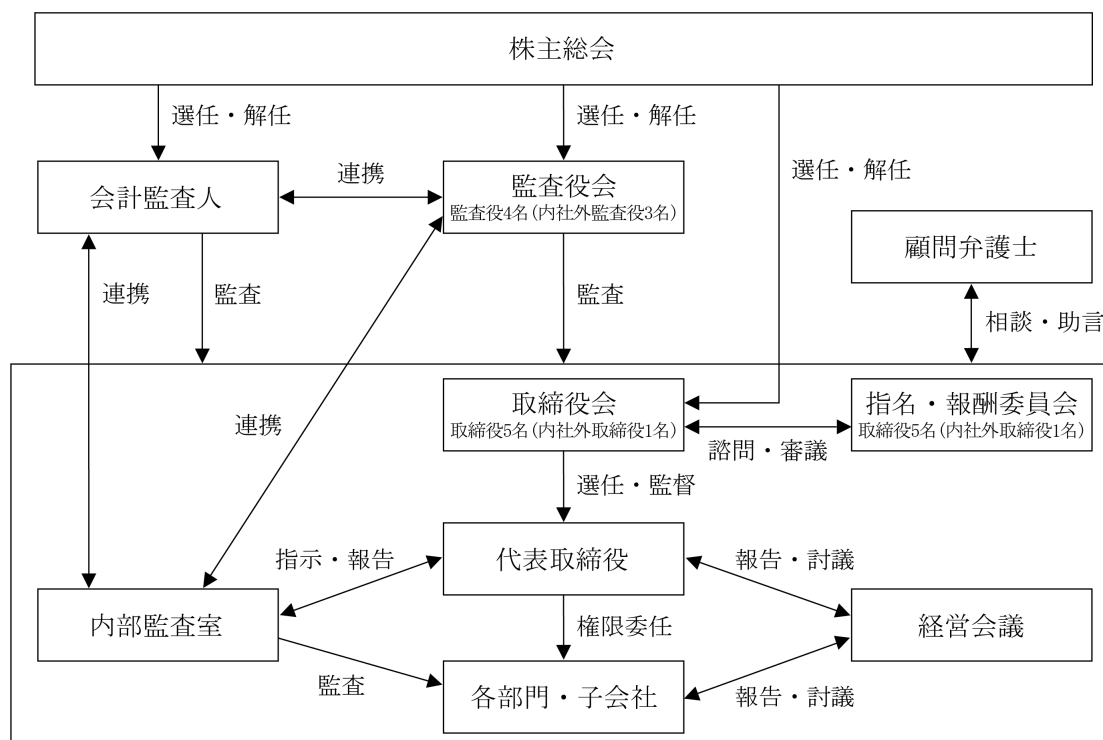 株主総会
選任・解任
選任・解任
選任・解任
会計監査人
連携
監査役会
監査役4名（内社外監査役3名）
顧問弁護士
連携
監査
監査
相談・助言
連携
取締役会
取締役5名（内社外取締役1名）
指名・報酬委員会
取締役5名（内社外取締役1名）
諮問・審議
選任・監督
指示・報告
代表取締役
報告・討議
内部監査室
権限委任
経営会議
監査
各部門・子会社
報告・討議